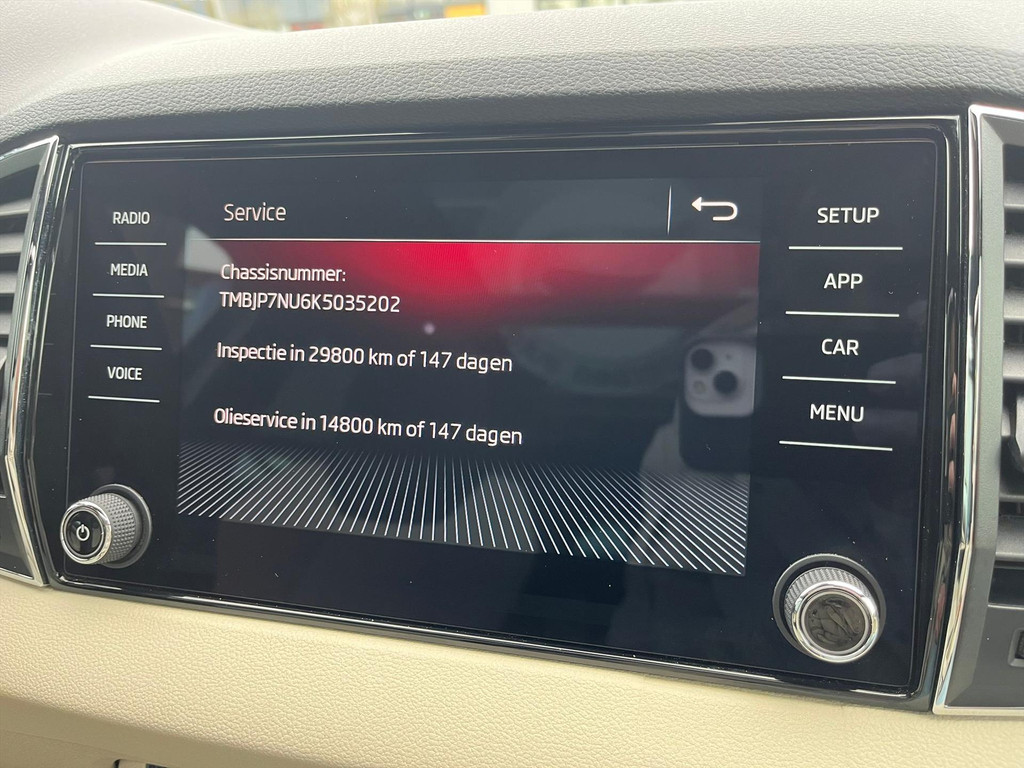 RADIO
MEDIA
PHONE
VOICE
Service
Chassisnummer:
TMBJP7NU6K5035202
Inspectie in 29800 km of 147 dagen
Olieservice in 14800 km of 147 dagen
SETUP
APP
CAR
MENU